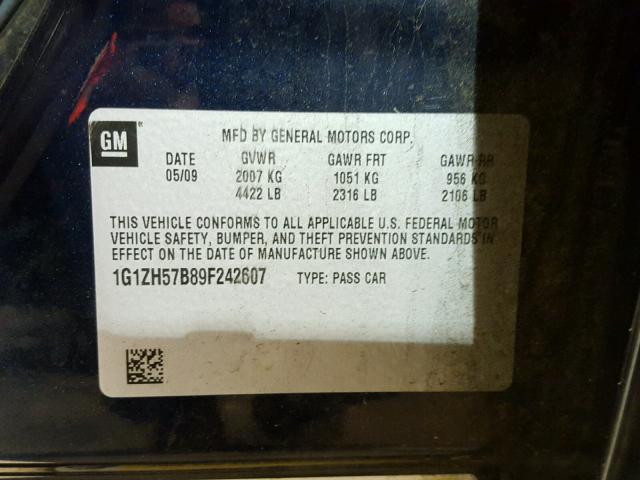 GM ®
MFD BY GENERAL MOTORS CORP.
DATE GVWR GAWR FRT GAWR RR
05/09 2007 KG 1051 KG 956 KG
4422 LB 2316 LB 2106 LB
THIS VEHICLE CONFORMS TO ALL APPLICABLE U.S. FEDERAL MOTOR
VEHICLE SAFETY, BUMPER, AND THEFT PREVENTION STANDARDS IN
EFFECT ON THE DATE OF MANUFACTURE SHOWN ABOVE.
1G1ZH57B89F242607 TYPE: PASS CAR